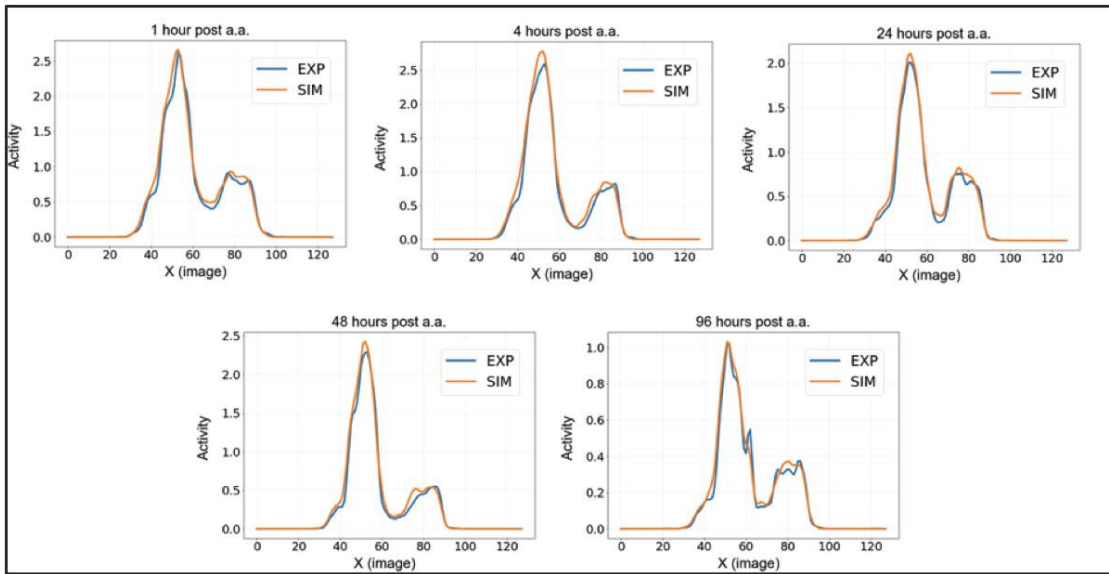 1 hour post a.a.
2.5
2.0
1.5
1.0
0.5
0.0
Activity
EXP
SIM
0 20 40 60 80 100 120
X (image)
4 hours post a.a.
2.5
2.0
1.5
1.0
0.5
0.0
Activity
EXP
SIM
0 20 40 60 80 100 120
X (image)
24 hours post a.a.
2.0
1.5
1.0
0.5
0.0
Activity
EXP
SIM
0 20 40 60 80 100 120
X (image)
48 hours post a.a.
2.5
2.0
1.5
1.0
0.5
0.0
Activity
EXP
SIM
0 20 40 60 80 100 120
X (image)
96 hours post a.a.
1.0
0.8
0.6
0.4
0.2
0.0
Activity
EXP
SIM
0 20 40 60 80 100 120
X (image)